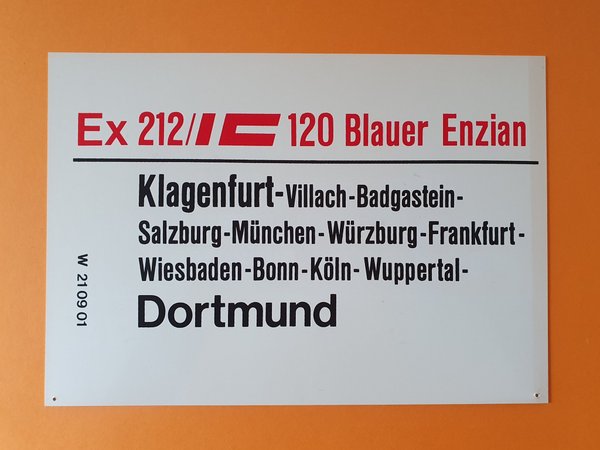 Ex 212/IC 120 Blauer Enzian
Klagenfurt-Villach-Badgastein-
Salzburg-München-Würzburg-Frankfurt-
Wiesbaden-Bonn-Köln-Wuppertal-
Dortmund
W 21 09 01